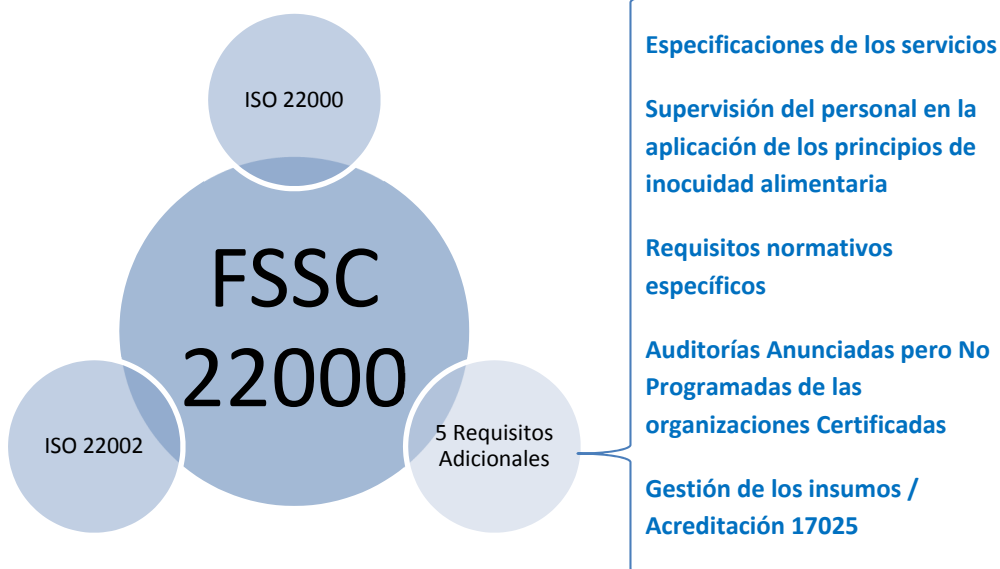 ISO 22000
FSSC
22000
ISO 22002
5 Requisitos
Adicionales
Especificaciones de los servicios
Supervisión del personal en la
aplicación de los principios de
inocuidad alimentaria
Requisitos normativos
específicos
Auditorías Anunciadas pero No
Programadas de las
organizaciones Certificadas
Gestión de los insumos /
Acreditación 17025